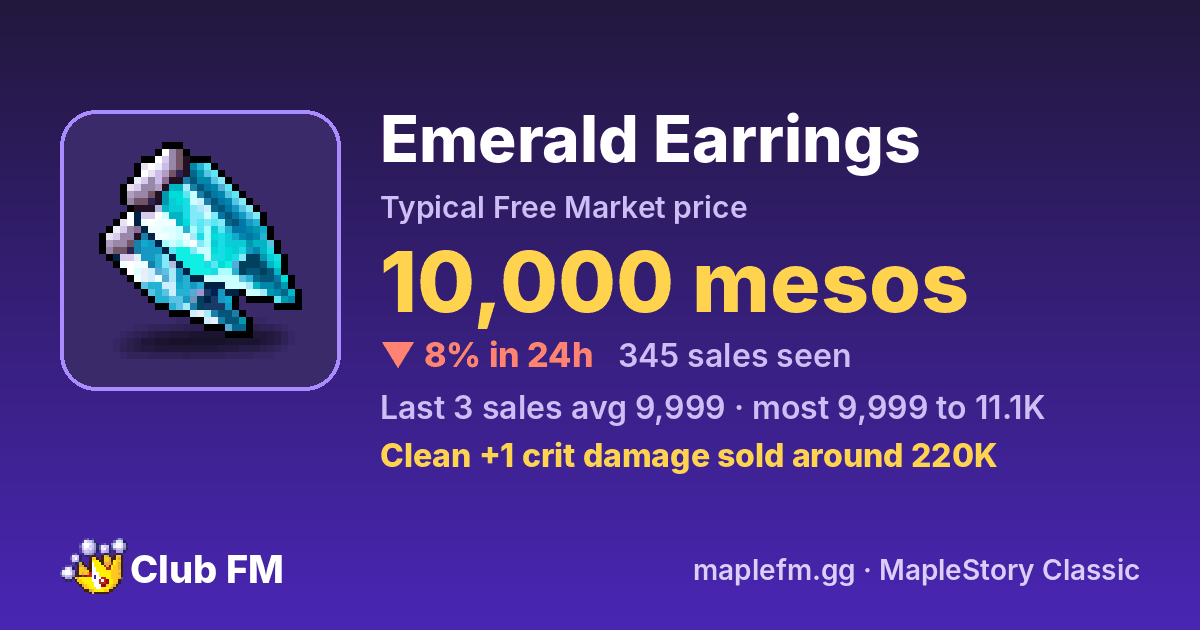 Emerald Earrings
Typical Free Market price
10,000 mesos
▼ 8% in 24h 345 sales seen
Last 3 sales avg 9,999 · most 9,999 to 11.1K
Clean +1 crit damage sold around 220K
Club FM
maplefm.gg · MapleStory Classic